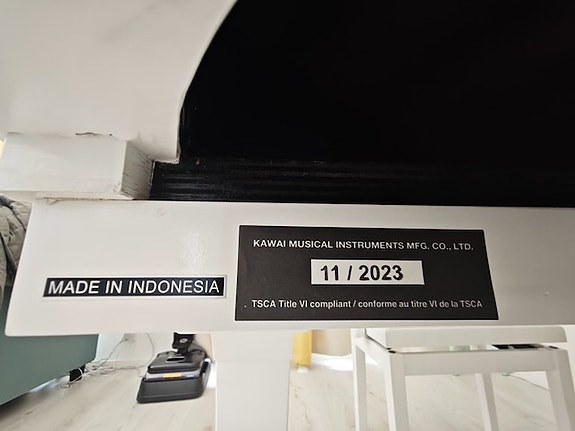 KAWAI MUSICAL INSTRUMENTS MFG. CO., LTD.
11 / 2023
MADE IN INDONESIA
TSCA Title VI compliant / conforme au titre VI de la TSCA